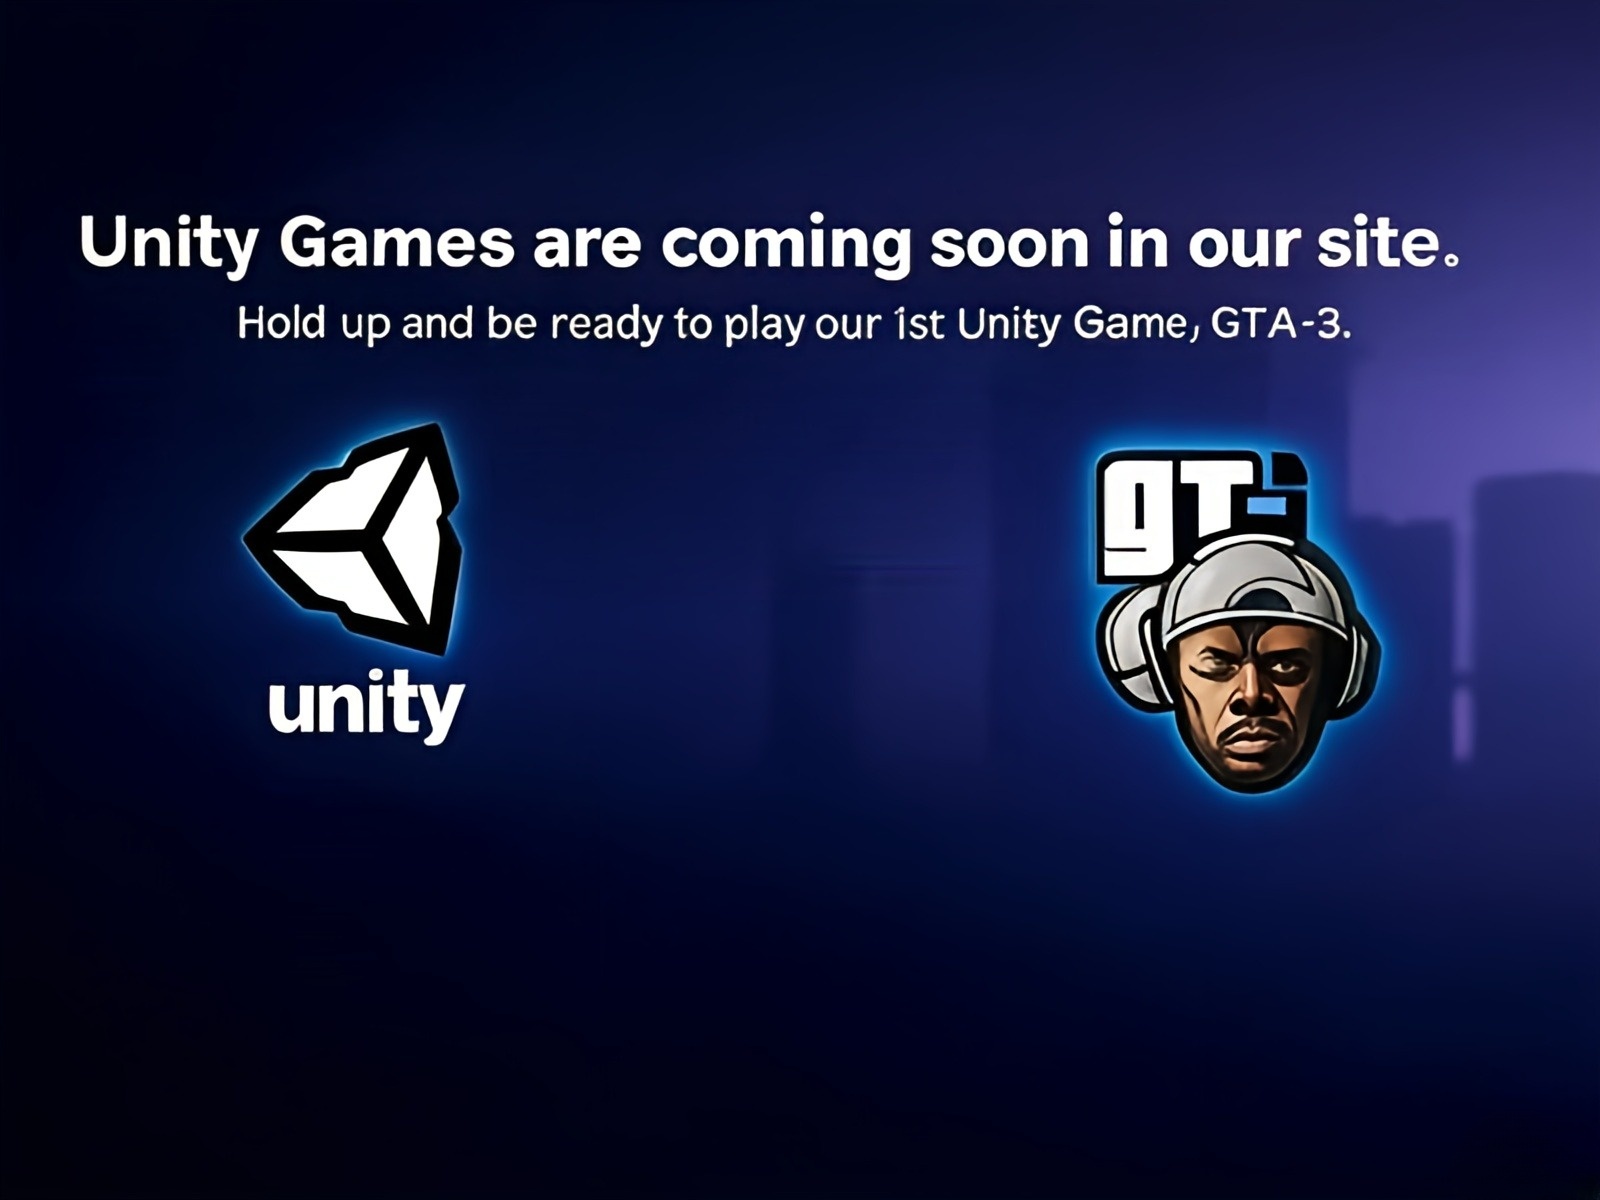 Unity Games are coming soon in our site.
Hold up and be ready to play our 1st Unity Game, GTA-3.
gT
unity